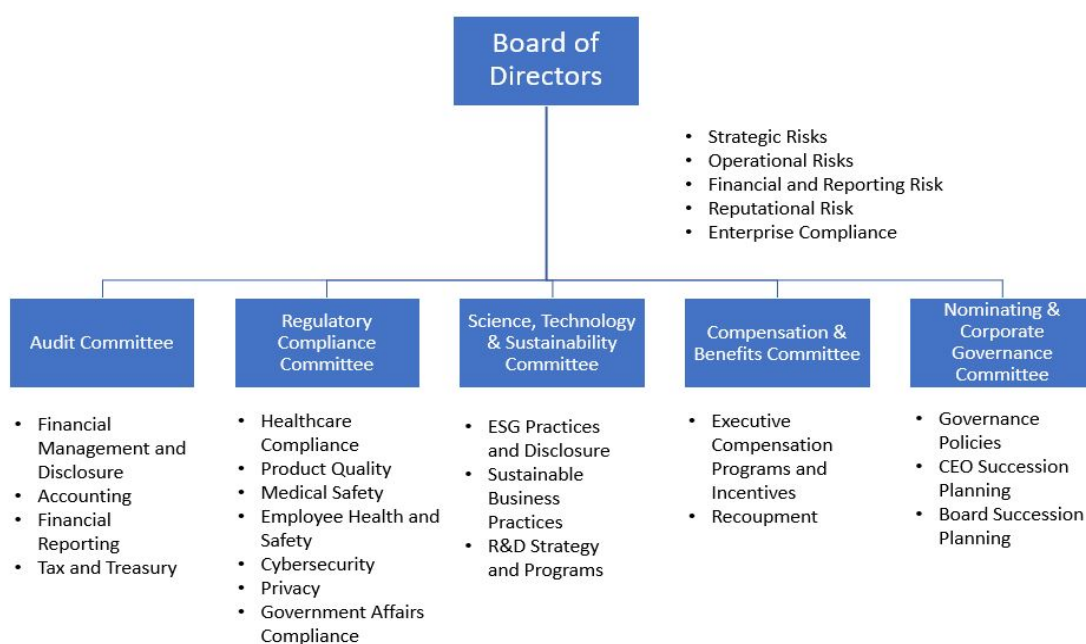 Board of
Directors
• Strategic Risks
• Operational Risks
• Financial and Reporting Risk
• Reputational Risk
• Enterprise Compliance
Audit Committee
Regulatory
Compliance
Committee
Science, Technology
& Sustainability
Committee
Compensation &
Benefits Committee
Nominating &
Corporate
Governance
Committee
• Financial
Management and
Disclosure
• Accounting
• Financial
Reporting
• Tax and Treasury
• Healthcare
Compliance
• Product Quality
• Medical Safety
• Employee Health and
Safety
• Cybersecurity
• Privacy
• Government Affairs
Compliance
• ESG Practices
and Disclosure
• Sustainable
Business
Practices
• R&D Strategy
and Programs
• Executive
Compensation
Programs and
Incentives
• Recoupment
• Governance
Policies
• CEO Succession
Planning
• Board Succession
Planning